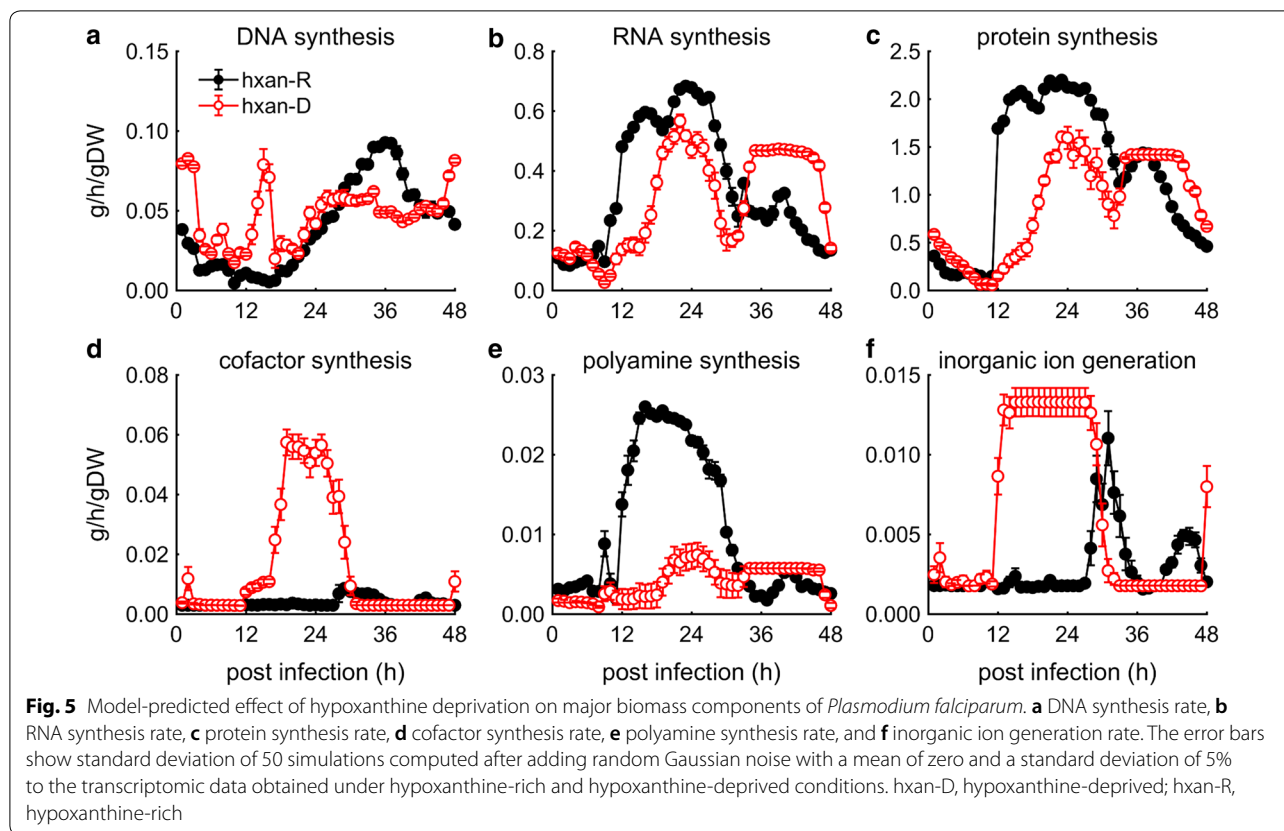 a DNA synthesis
b RNA synthesis
c protein synthesis
0.15
0.10
0.05
0.00
g/h/gDW
hxan-R
hxan-D
0 12 24 36 48
0.8
0.6
0.4
0.2
0.0
0 12 24 36 48
2.5
2.0
1.5
1.0
0.5
0.0
0 12 24 36 48
d cofactor synthesis
e polyamine synthesis
f inorganic ion generation
0.08
0.06
0.04
0.02
0.00
g/h/gDW
0 12 24 36 48
post infection (h)
0.03
0.02
0.01
0.00
0 12 24 36 48
post infection (h)
0.015
0.010
0.005
0.000
0 12 24 36 48
post infection (h)
Fig. 5 Model-predicted effect of hypoxanthine deprivation on major biomass components of Plasmodium falciparum. a DNA synthesis rate, b
RNA synthesis rate, c protein synthesis rate, d cofactor synthesis rate, e polyamine synthesis rate, and f inorganic ion generation rate. The error bars
show standard deviation of 50 simulations computed after adding random Gaussian noise with a mean of zero and a standard deviation of 5%
to the transcriptomic data obtained under hypoxanthine-rich and hypoxanthine-deprived conditions. hxan-D, hypoxanthine-deprived; hxan-R,
hypoxanthine-rich